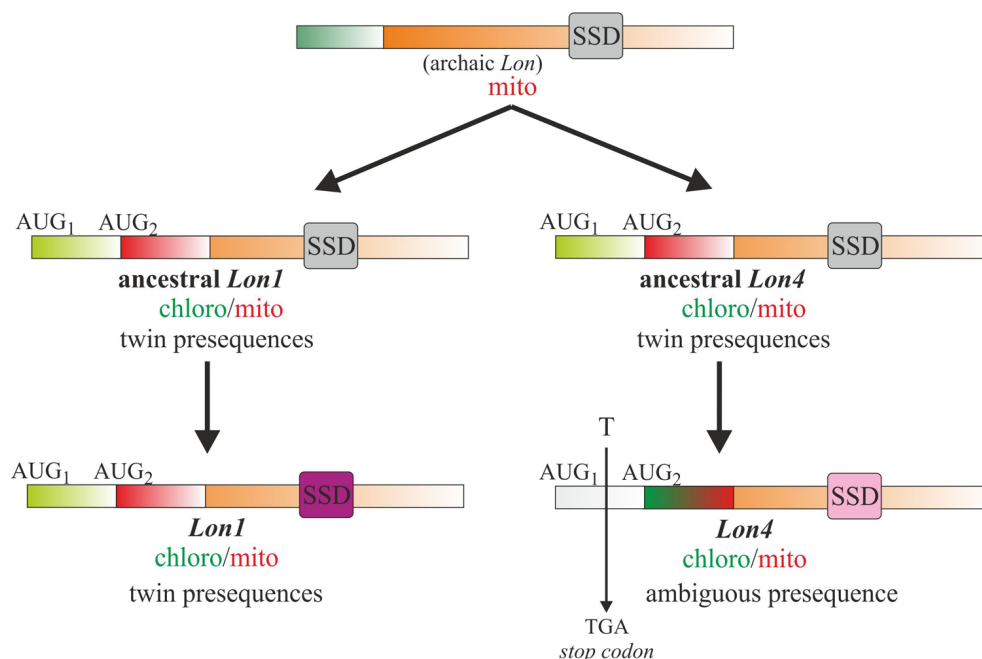 SSD
(archaic Lon)
mito
AUG1 AUG2 SSD
ancestral Lon1
chloro/mito
twin presequences
AUG1 AUG2 SSD
ancestral Lon4
chloro/mito
twin presequences
AUG1 AUG2 SSD
Lon1
chloro/mito
twin presequences
T
AUG1 AUG2 SSD
Lon4
chloro/mito
ambiguous presequence
TGA
stop codon